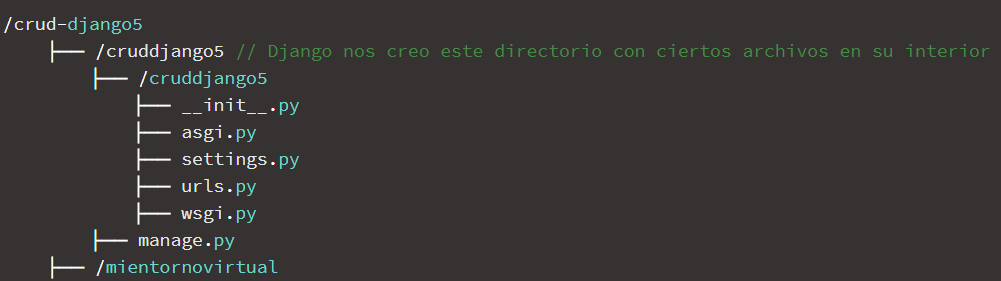 /crud-django5
├── /cruddjango5 // Django nos creo este directorio con ciertos archivos en su interior
├── /cruddjango5
├── __init__.py
├── asgi.py
├── settings.py
├── urls.py
├── wsgi.py
├── manage.py
├── /mientornovirtual